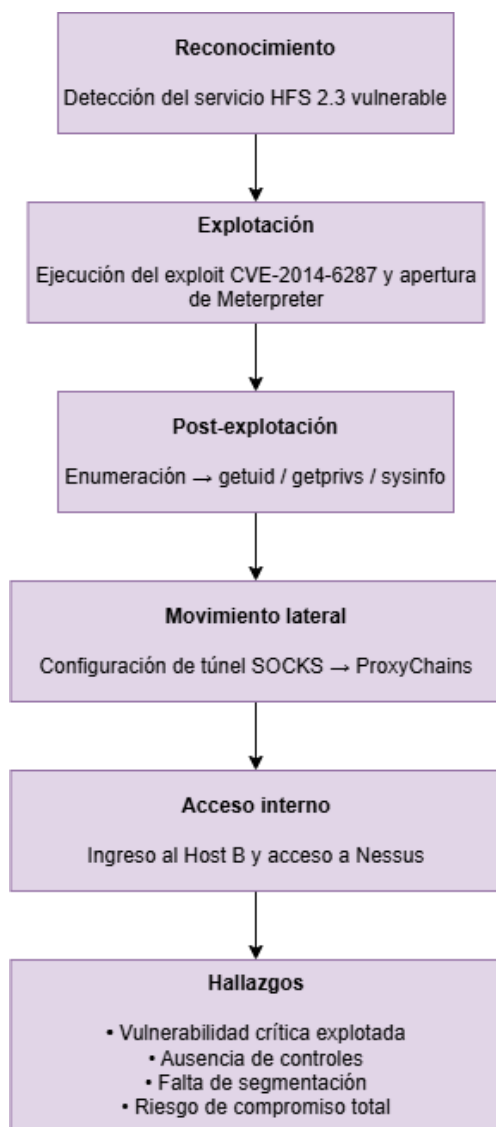 Reconocimiento
Detección del servicio HFS 2.3 vulnerable
Explotación
Ejecución del exploit CVE-2014-6287 y apertura
de Meterpreter
Post-explotación
Enumeración → getuid / getprivs / sysinfo
Movimiento lateral
Configuración de túnel SOCKS → ProxyChains
Acceso interno
Ingreso al Host B y acceso a Nessus
Hallazgos
• Vulnerabilidad crítica explotada
• Ausencia de controles
• Falta de segmentación
• Riesgo de compromiso total